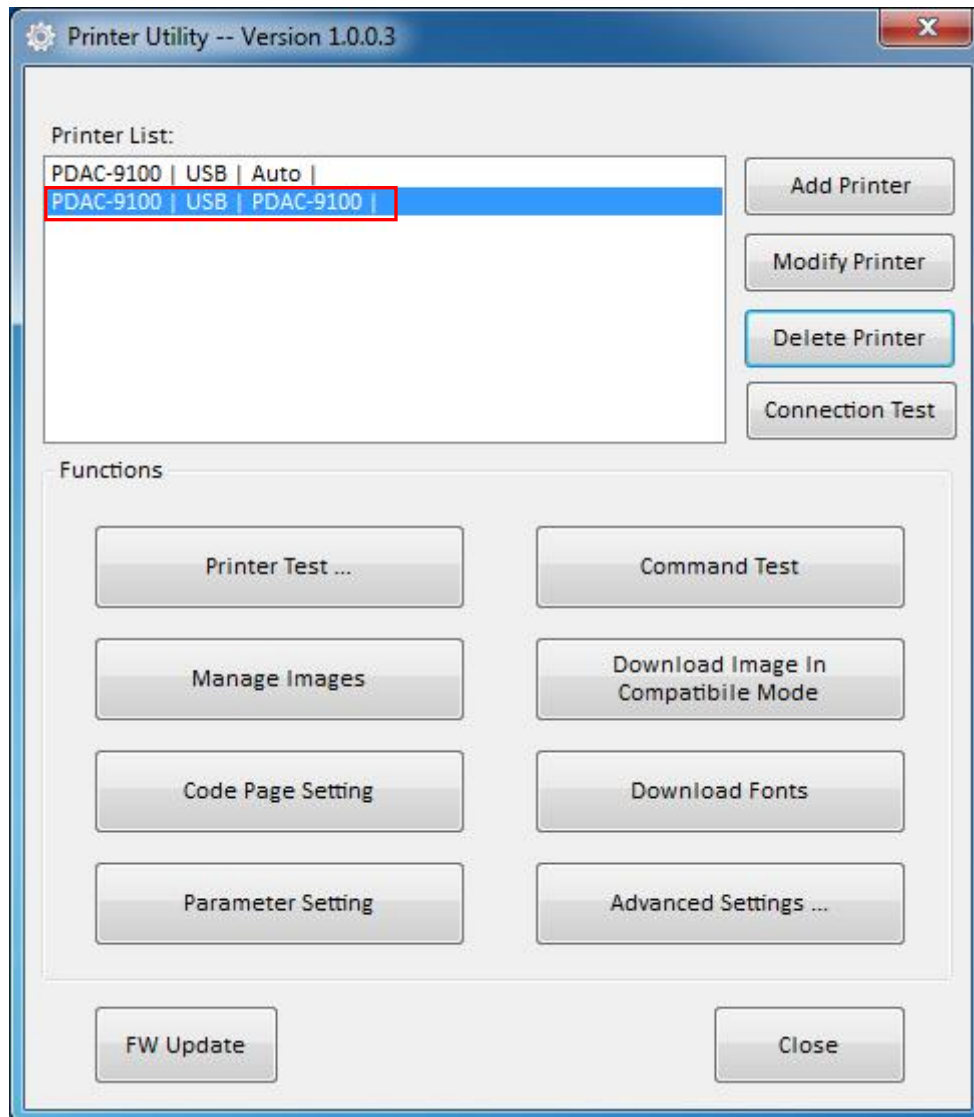 Printer Utility -- Version 1.0.0.3
Printer List:
PDAC-9100 | USB | Auto |
PDAC-9100 | USB | PDAC-9100 |
Add Printer
Modify Printer
Delete Printer
Connection Test
Functions
Printer Test ...
Command Test
Manage Images
Download Image In
Compatibile Mode
Code Page Setting
Download Fonts
Parameter Setting
Advanced Settings ...
FW Update
Close